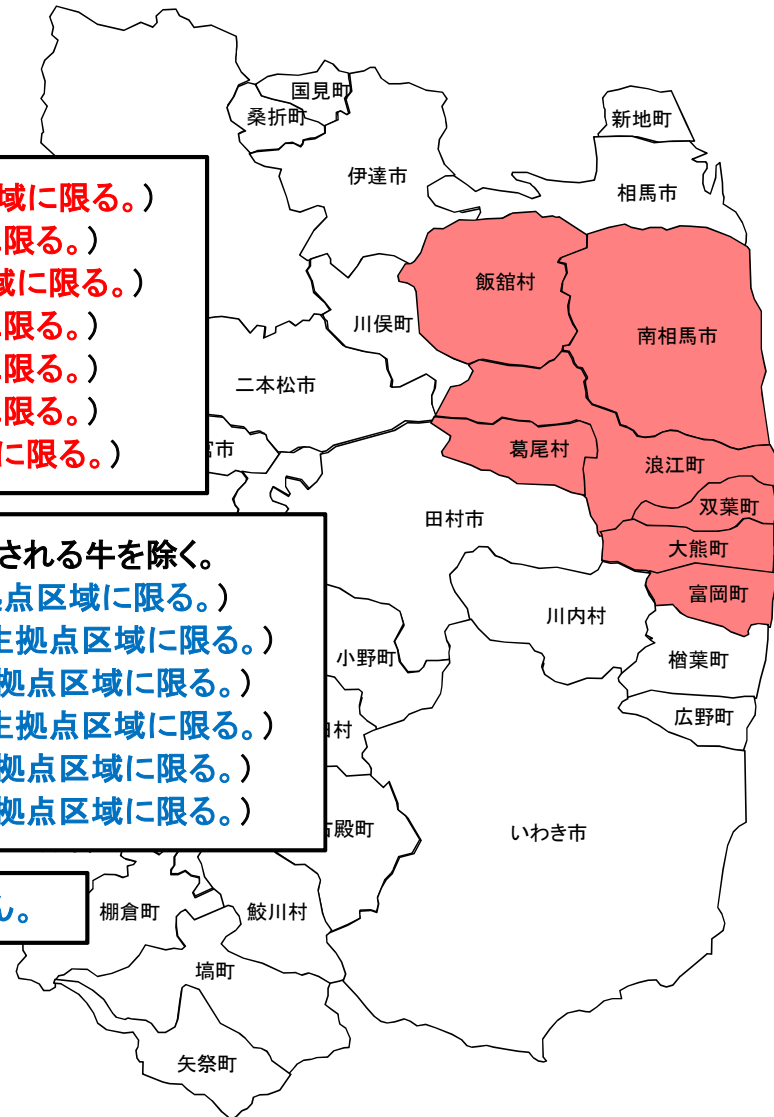 国見町
桑折町
新地町
伊達市
相馬市
域に限る。)
限る。)
域に限る。)
限る。)
限る。)
限る。)
に限る。)
飯舘村
川俣町
南相馬市
二本松市
宮市
葛尾村
浪江町
双葉町
田村市
大熊町
富岡町
される牛を除く。
点区域に限る。)
生拠点区域に限る。)
拠点区域に限る。)
生拠点区域に限る。)
拠点区域に限る。)
拠点区域に限る。)
川内村
小野町
楢葉町
広野町
村
古殿町
いわき市
ん。
棚倉町
鮫川村
塙町
矢祭町